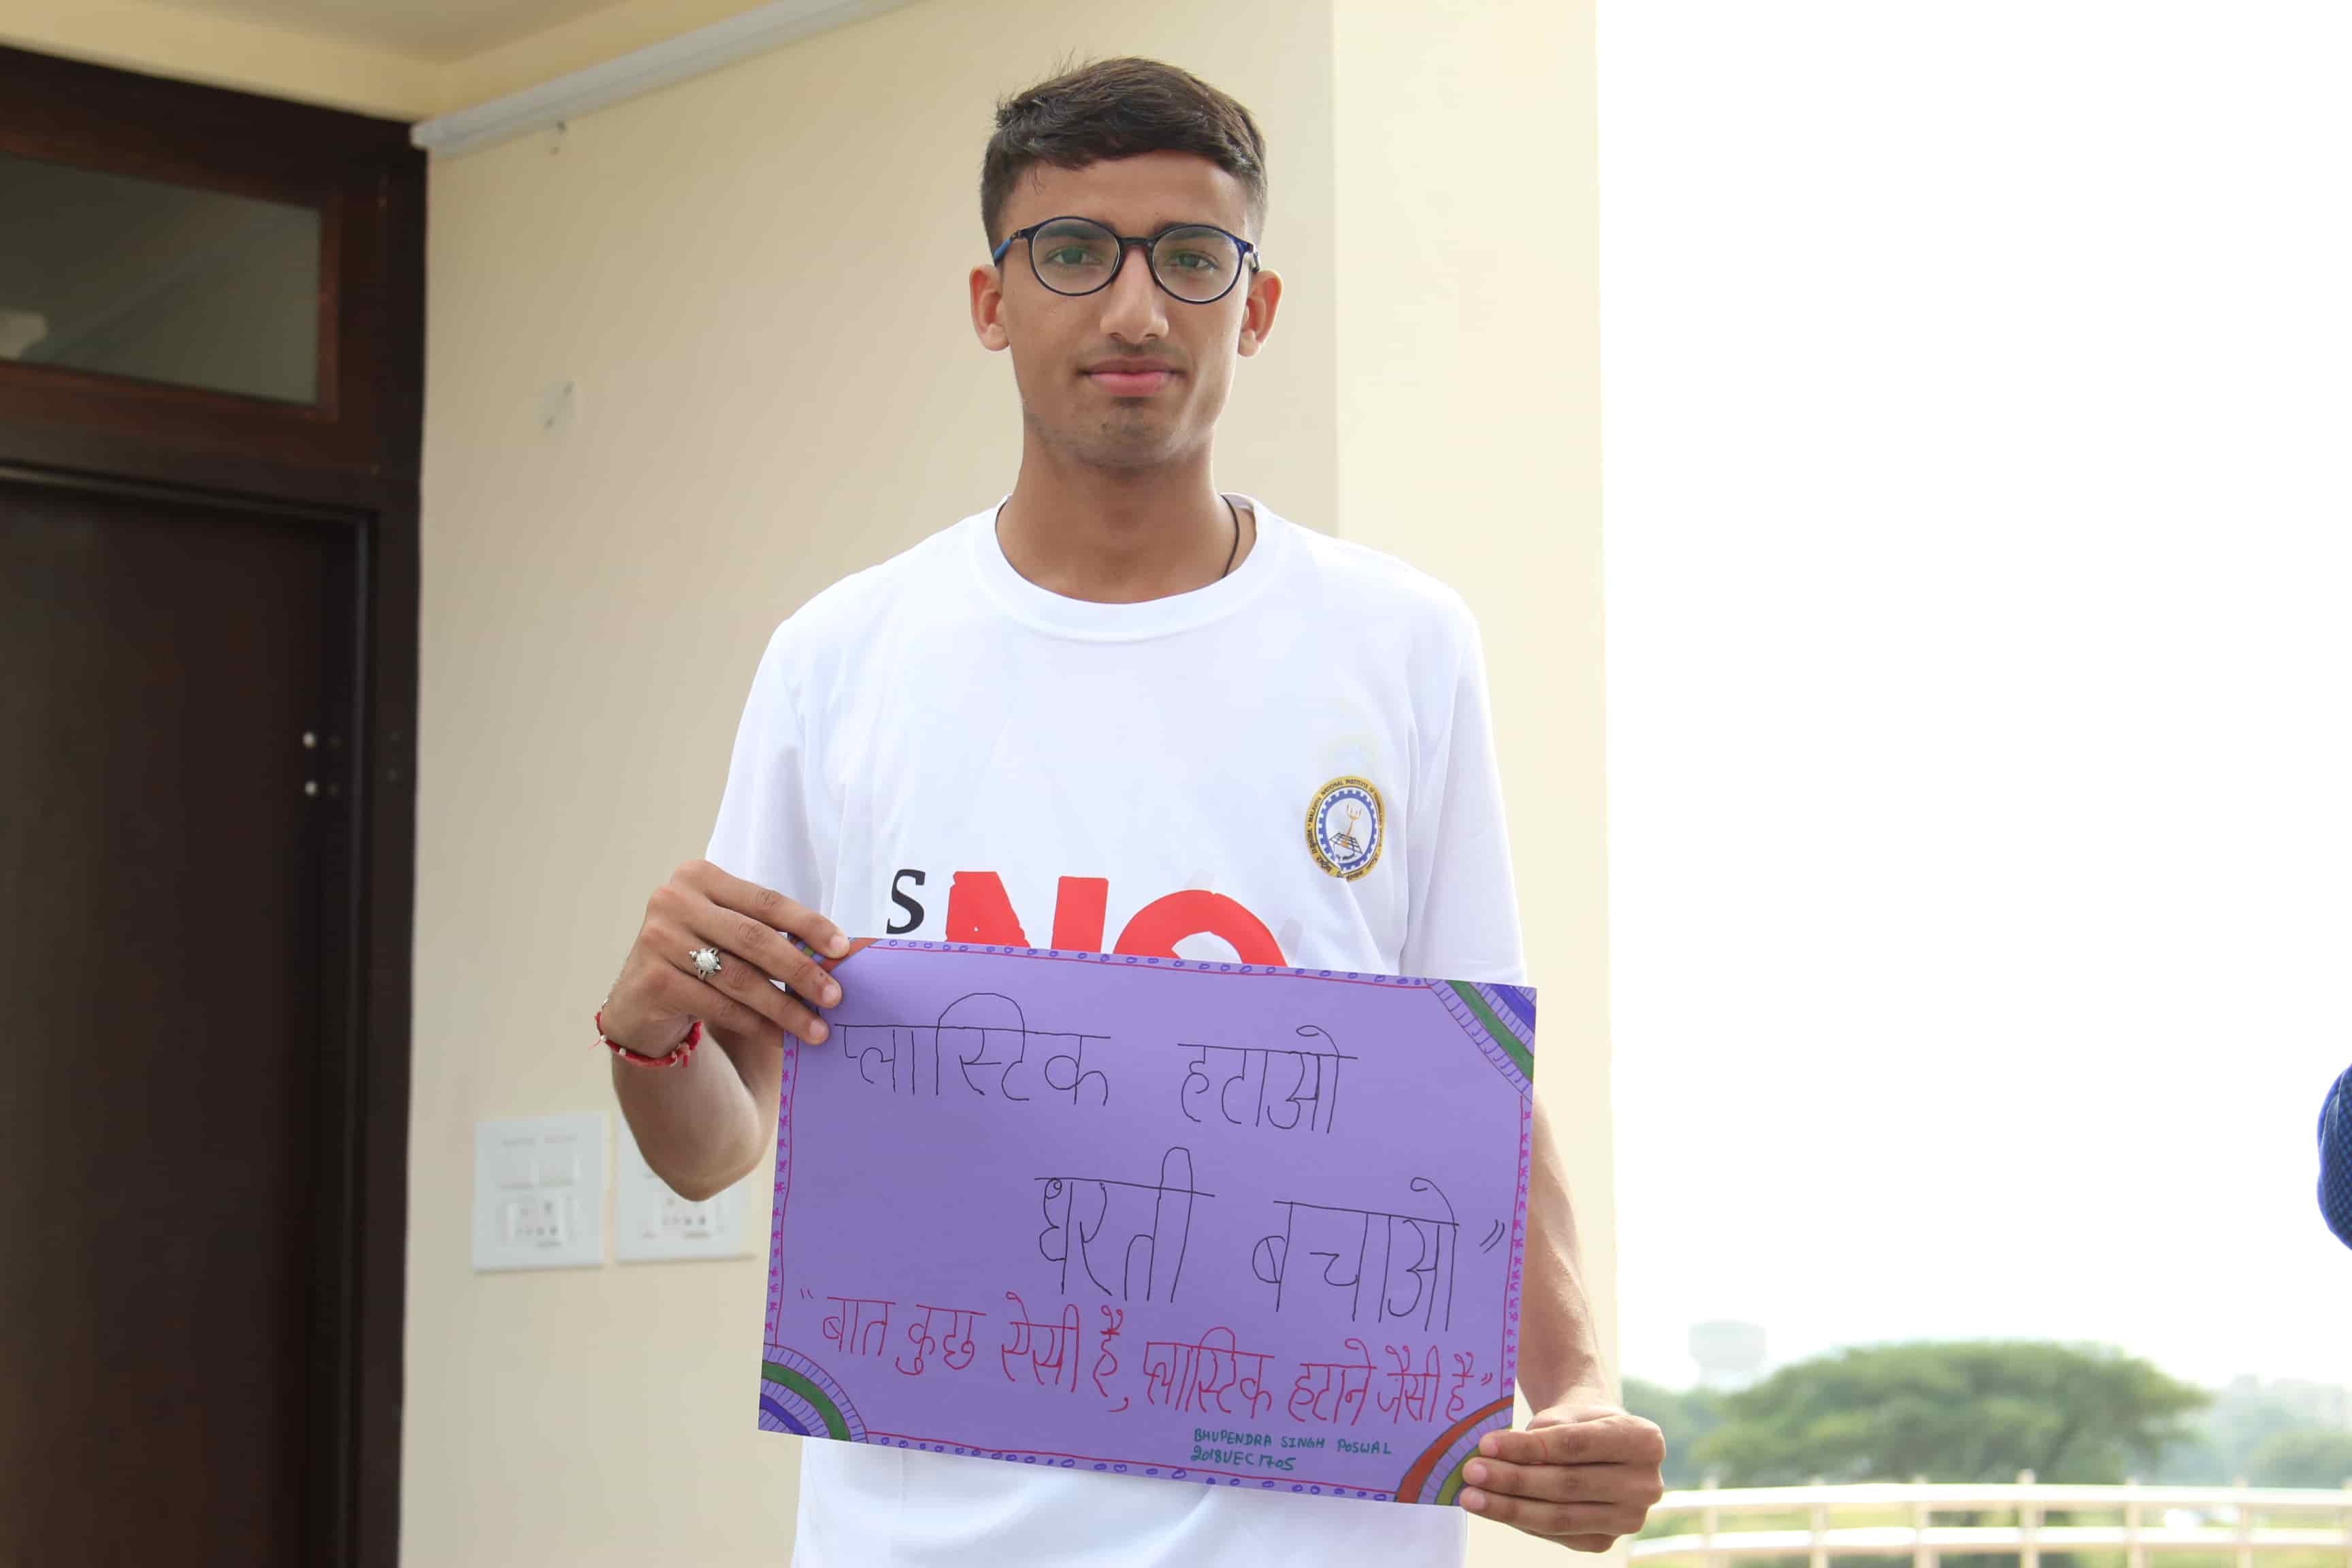 S NO
प्लास्टिक हटाओ
धरती बचाओ”
“बात कुछ ऐसी है, प्लास्टिक हटाने जैसी है”
BHUPENDRA SINGH POSWAL
2018UEC1705